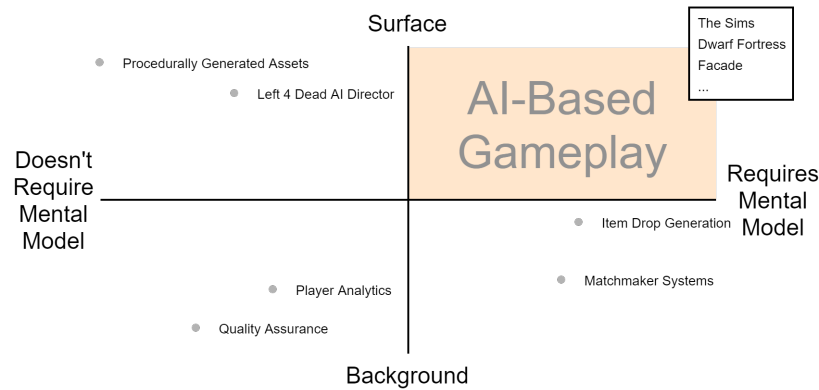 Surface
The Sims
Dwarf Fortress
Facade
...
Procedurally Generated Assets
Left 4 Dead AI Director
AI-Based
Gameplay
Doesn't
Require
Mental
Model
Requires
Mental
Model
Item Drop Generation
Matchmaker Systems
Player Analytics
Quality Assurance
Background